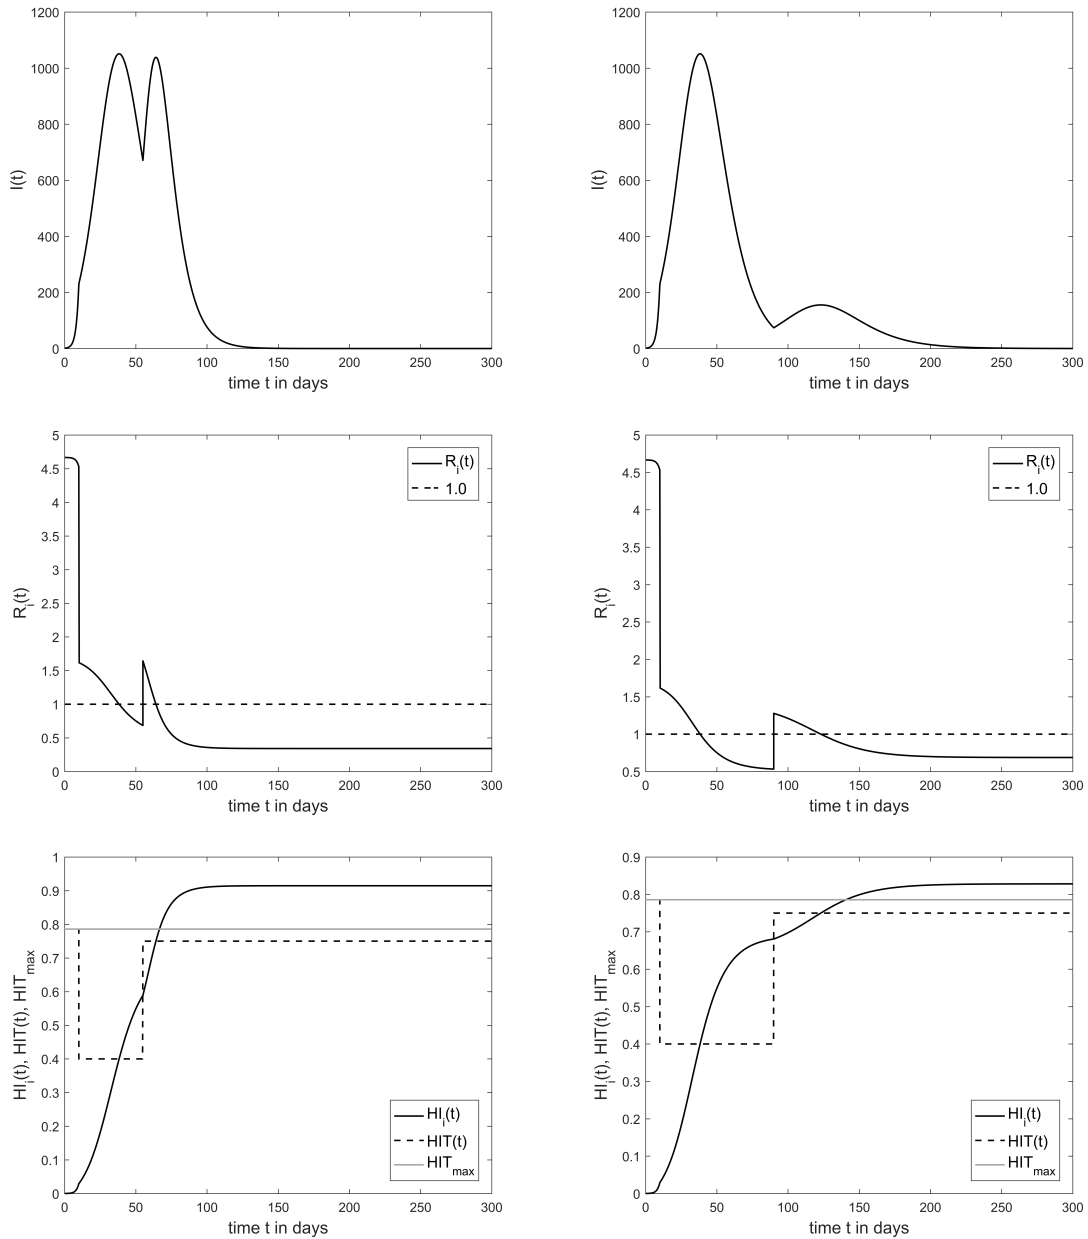 1200
1000
800
600
400
200
0
I(t)
0 50 100 150 200 250 300
time t in days
1200
1000
800
600
400
200
0
I(t)
0 50 100 150 200 250 300
time t in days
5
4.5
4
3.5
3
2.5
2
1.5
1
0.5
0
R_i(t)
R_i(t)
1.0
0 50 100 150 200 250 300
time t in days
5
4.5
4
3.5
3
2.5
2
1.5
1
0.5
R_i(t)
R_i(t)
1.0
0 50 100 150 200 250 300
time t in days
1
0.9
0.8
0.7
0.6
0.5
0.4
0.3
0.2
0.1
0
HI_i(t), HIT(t), HIT_max
HI_i(t)
HIT(t)
HIT_max
0 50 100 150 200 250 300
time t in days
0.9
0.8
0.7
0.6
0.5
0.4
0.3
0.2
0.1
0
HI_i(t), HIT(t), HIT_max
HI_i(t)
HIT(t)
HIT_max
0 50 100 150 200 250 300
time t in days